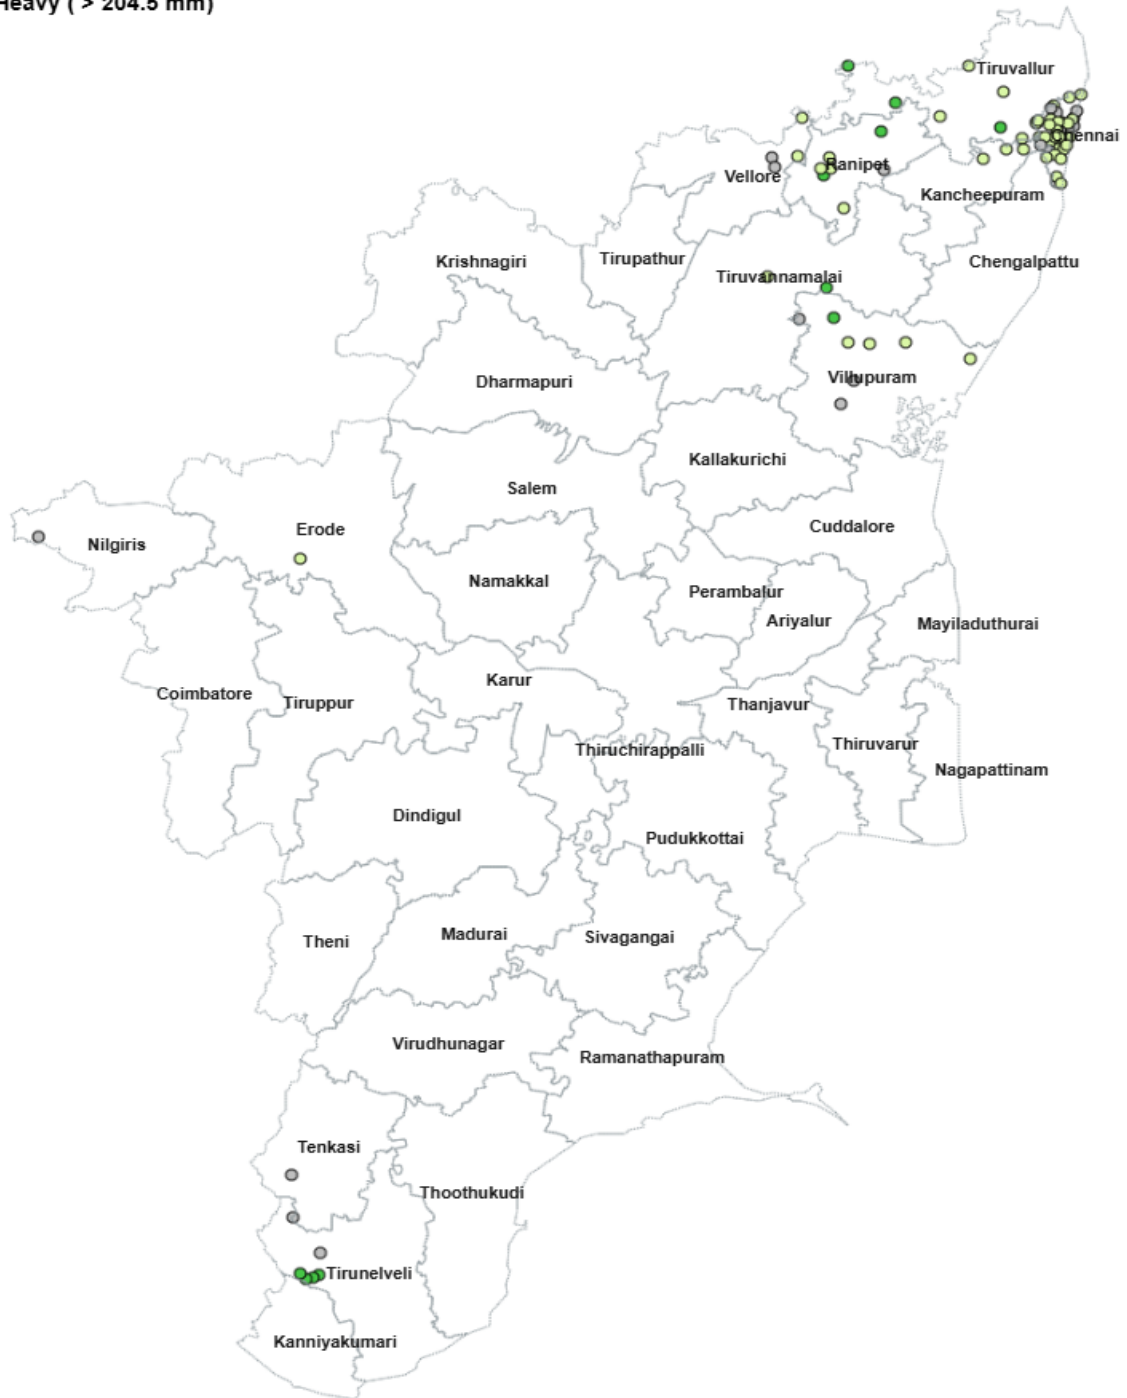 Heavy ( > 204.5 mm)
Tiruvallur
Chennai
Ranipet
Vellore
Kancheepuram
Tirupathur
Krishnagiri
Chengalpattu
Tiruvannamalai
Villupuram
Dharmapuri
Kallakurichi
Salem
Cuddalore
Erode
Nilgiris
Namakkal
Perambalur
Ariyalur
Mayiladuthurai
Karur
Coimbatore
Tiruppur
Thanjavur
Thiruvarur
Thiruchirappalli
Nagapattinam
Dindigul
Pudukkottai
Madurai
Sivagangai
Theni
Virudhunagar
Ramanathapuram
Tenkasi
Thoothukudi
Tirunelveli
Kanniyakumari